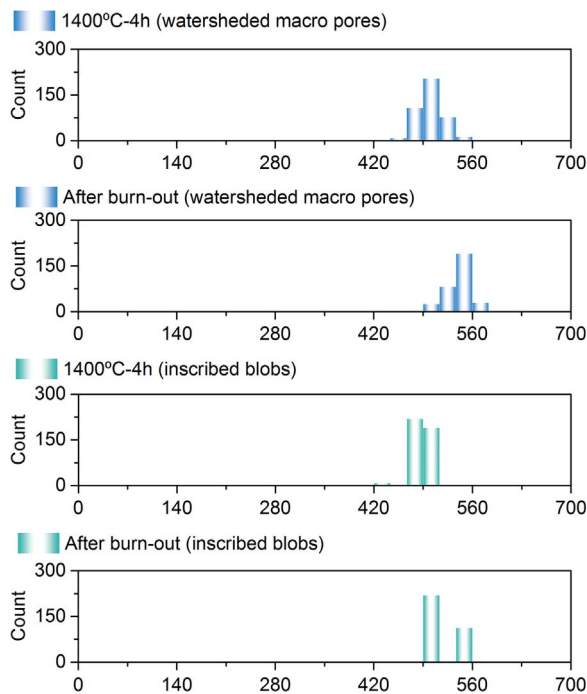 1400ºC-4h (watersheded macro pores)
300
150
0
Count
0 140 280 420 560 700
After burn-out (watersheded macro pores)
300
150
0
Count
0 140 280 420 560 700
1400ºC-4h (inscribed blobs)
300
150
0
Count
0 140 280 420 560 700
After burn-out (inscribed blobs)
300
150
0
Count
0 140 280 420 560 700